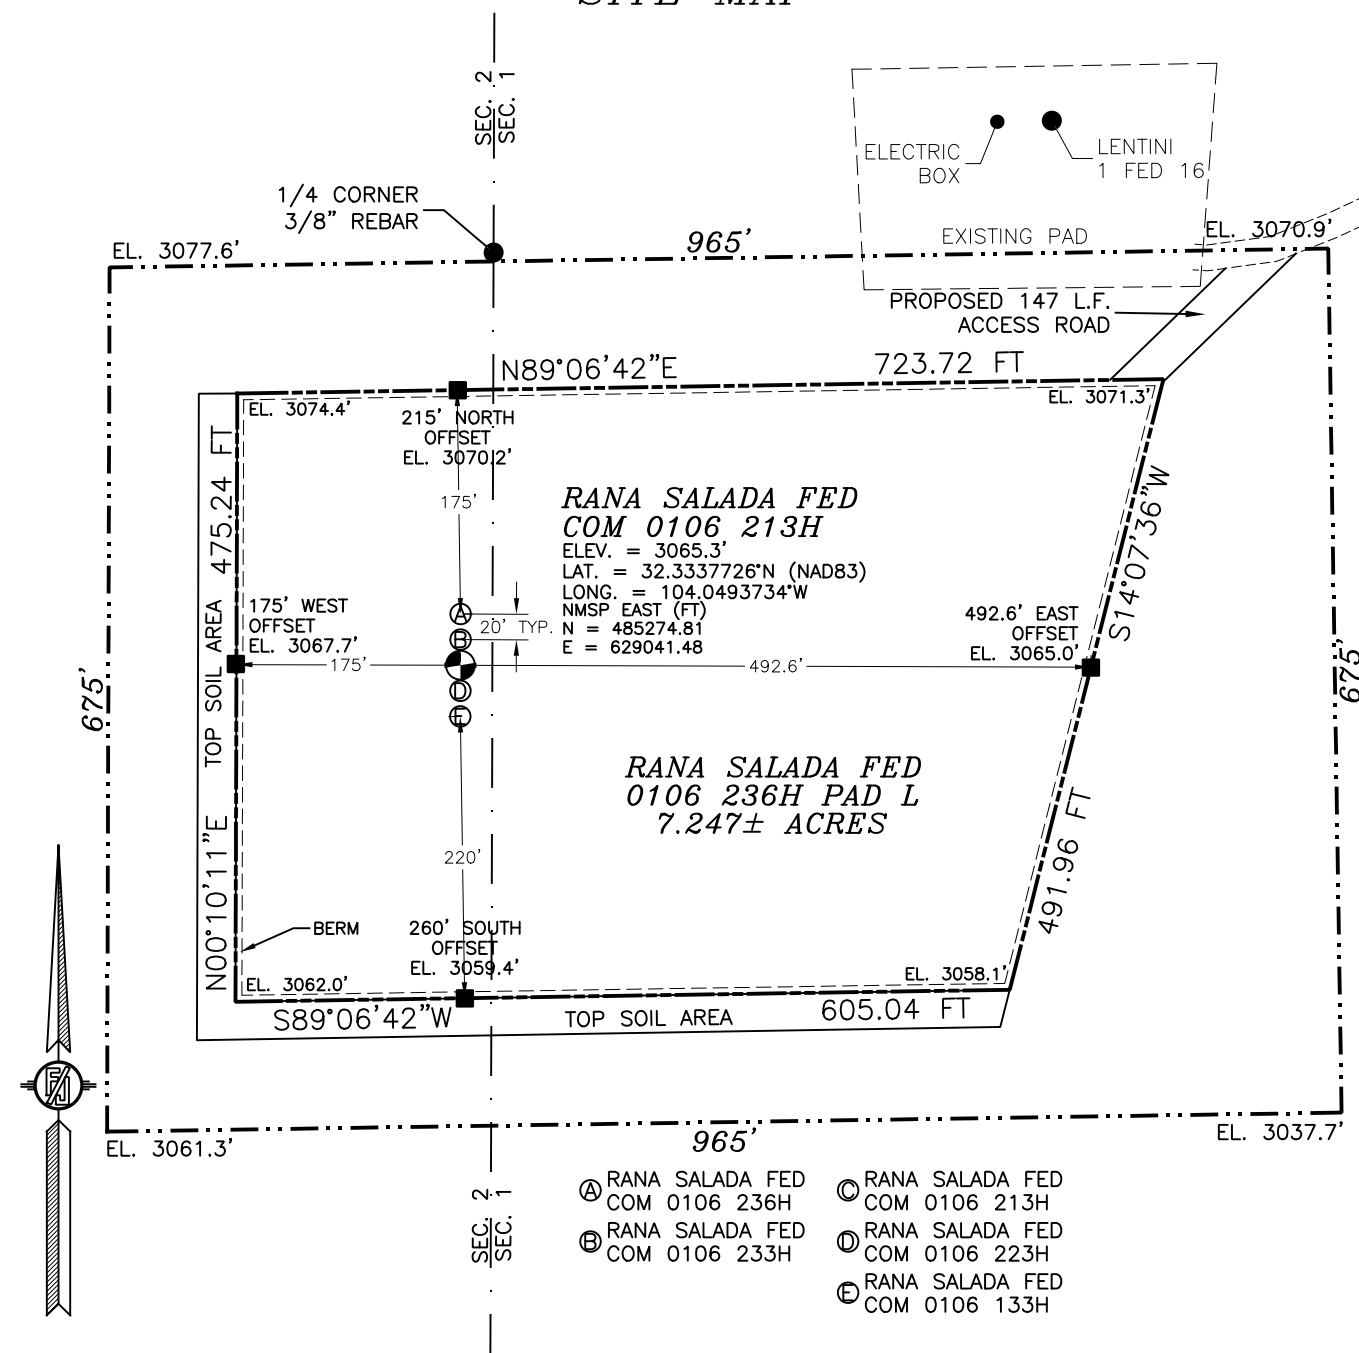 SITE MAP
SEC. 2
SEC. 1
ELECTRIC
BOX
LENTINI
1 FED 16
EXISTING PAD
1/4 CORNER
3/8" REBAR
EL. 3077.6'
965'
EL. 3070.9'
PROPOSED 147 L.F.
ACCESS ROAD
N89°06'42"E
723.72 FT
EL. 3074.4'
EL. 3071.3'
215' NORTH
OFFSET
EL. 3070.2'
175'
RANA SALADA FED
COM 0106 213H
ELEV. = 3065.3'
LAT. = 32.3337726°N (NAD83)
LONG. = 104.0493734°W
NMSP EAST (FT)
N = 485274.81
E = 629041.48
TOP SOIL AREA
475.24 FT
N00°10'11"E
175' WEST
OFFSET
EL. 3067.7'
A
B
D
E
20' TYP.
175'
492.6'
492.6' EAST
OFFSET
EL. 3065.0'
S14°07'36"W
491.96 FT
675'
675'
RANA SALADA FED
0106 236H PAD L
7.247± ACRES
220'
BERM
260' SOUTH
OFFSET
EL. 3059.4'
EL. 3062.0'
EL. 3058.1'
S89°06'42"W
TOP SOIL AREA
605.04 FT
FJ
EL. 3061.3'
965'
EL. 3037.7'
SEC. 2
SEC. 1
A RANA SALADA FED
COM 0106 236H
B RANA SALADA FED
COM 0106 233H
C RANA SALADA FED
COM 0106 213H
D RANA SALADA FED
COM 0106 223H
E RANA SALADA FED
COM 0106 133H